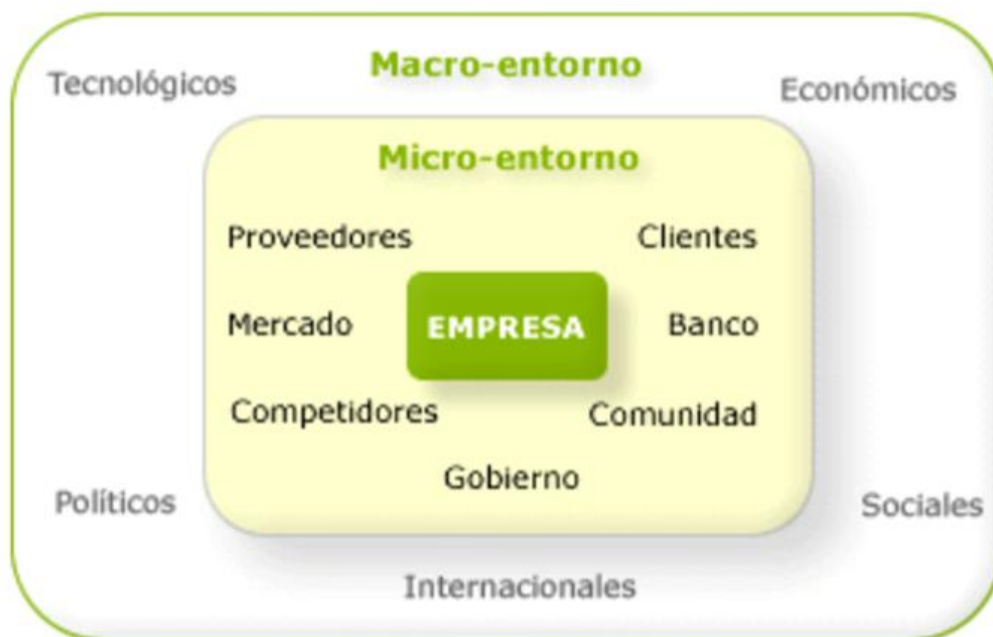 Macro-entorno
Tecnológicos
Económicos
Micro-entorno
Proveedores
Clientes
Mercado
EMPRESA
Banco
Competidores
Comunidad
Gobierno
Políticos
Sociales
Internacionales